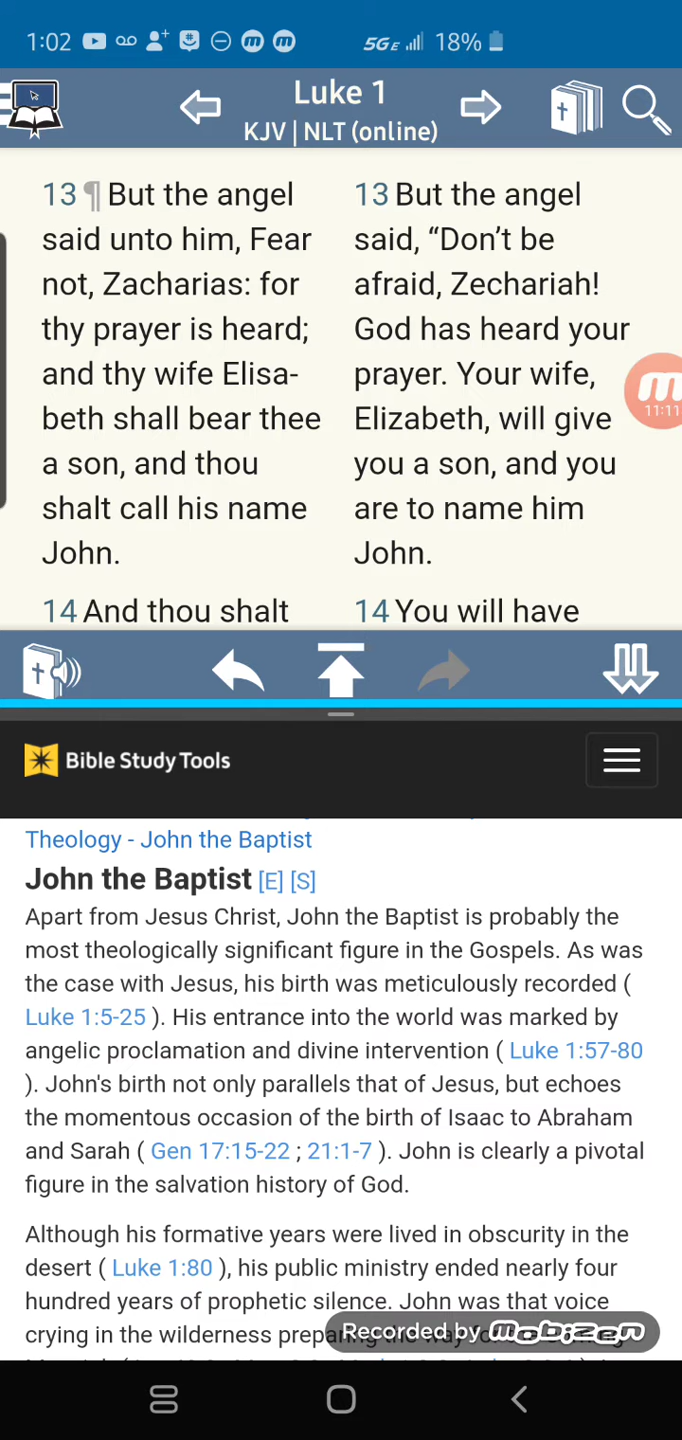 1:02
5GE 18%
Luke 1
KJV | NLT (online)
13 ¶ But the angel
said unto him, Fear
not, Zacharias: for
thy prayer is heard;
and thy wife Elisa-
beth shall bear thee
a son, and thou
shalt call his name
John.
14 And thou shalt
13 But the angel
said, “Don’t be
afraid, Zechariah!
God has heard your
prayer. Your wife,
Elizabeth, will give
you a son, and you
are to name him
John.
14 You will have
11:11
Bible Study Tools
Theology - John the Baptist
John the Baptist [E] [S]
Apart from Jesus Christ, John the Baptist is probably the
most theologically significant figure in the Gospels. As was
the case with Jesus, his birth was meticulously recorded (
Luke 1:5-25 ). His entrance into the world was marked by
angelic proclamation and divine intervention ( Luke 1:57-80
). John's birth not only parallels that of Jesus, but echoes
the momentous occasion of the birth of Isaac to Abraham
and Sarah ( Gen 17:15-22 ; 21:1-7 ). John is clearly a pivotal
figure in the salvation history of God.
Although his formative years were lived in obscurity in the
desert ( Luke 1:80 ), his public ministry ended nearly four
hundred years of prophetic silence. John was that voice
crying in the wilderness preparing the way for
Recorded by mobizen